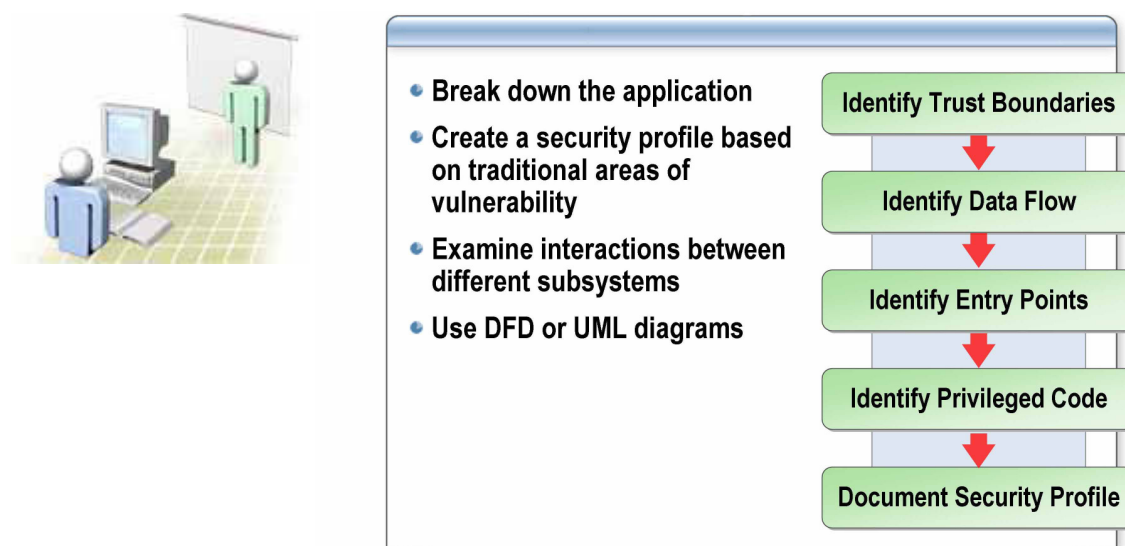 Break down the application
Create a security profile based
on traditional areas of
vulnerability
Examine interactions between
different subsystems
Use DFD or UML diagrams
Identify Trust Boundaries
Identify Data Flow
Identify Entry Points
Identify Privileged Code
Document Security Profile